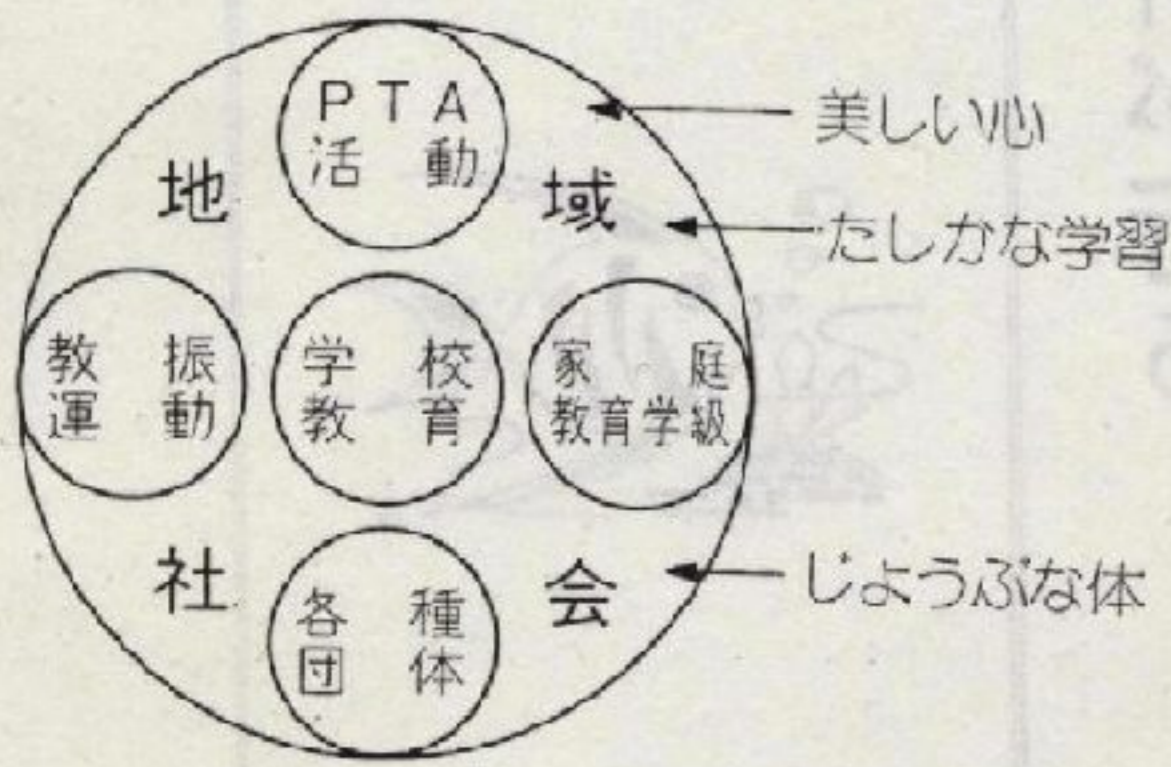 PTA
活動
美しい心
地域
たしかな学習
教振
運動
学校
教育
家庭
教育学級
社会
じょうぶな体
各種
団体